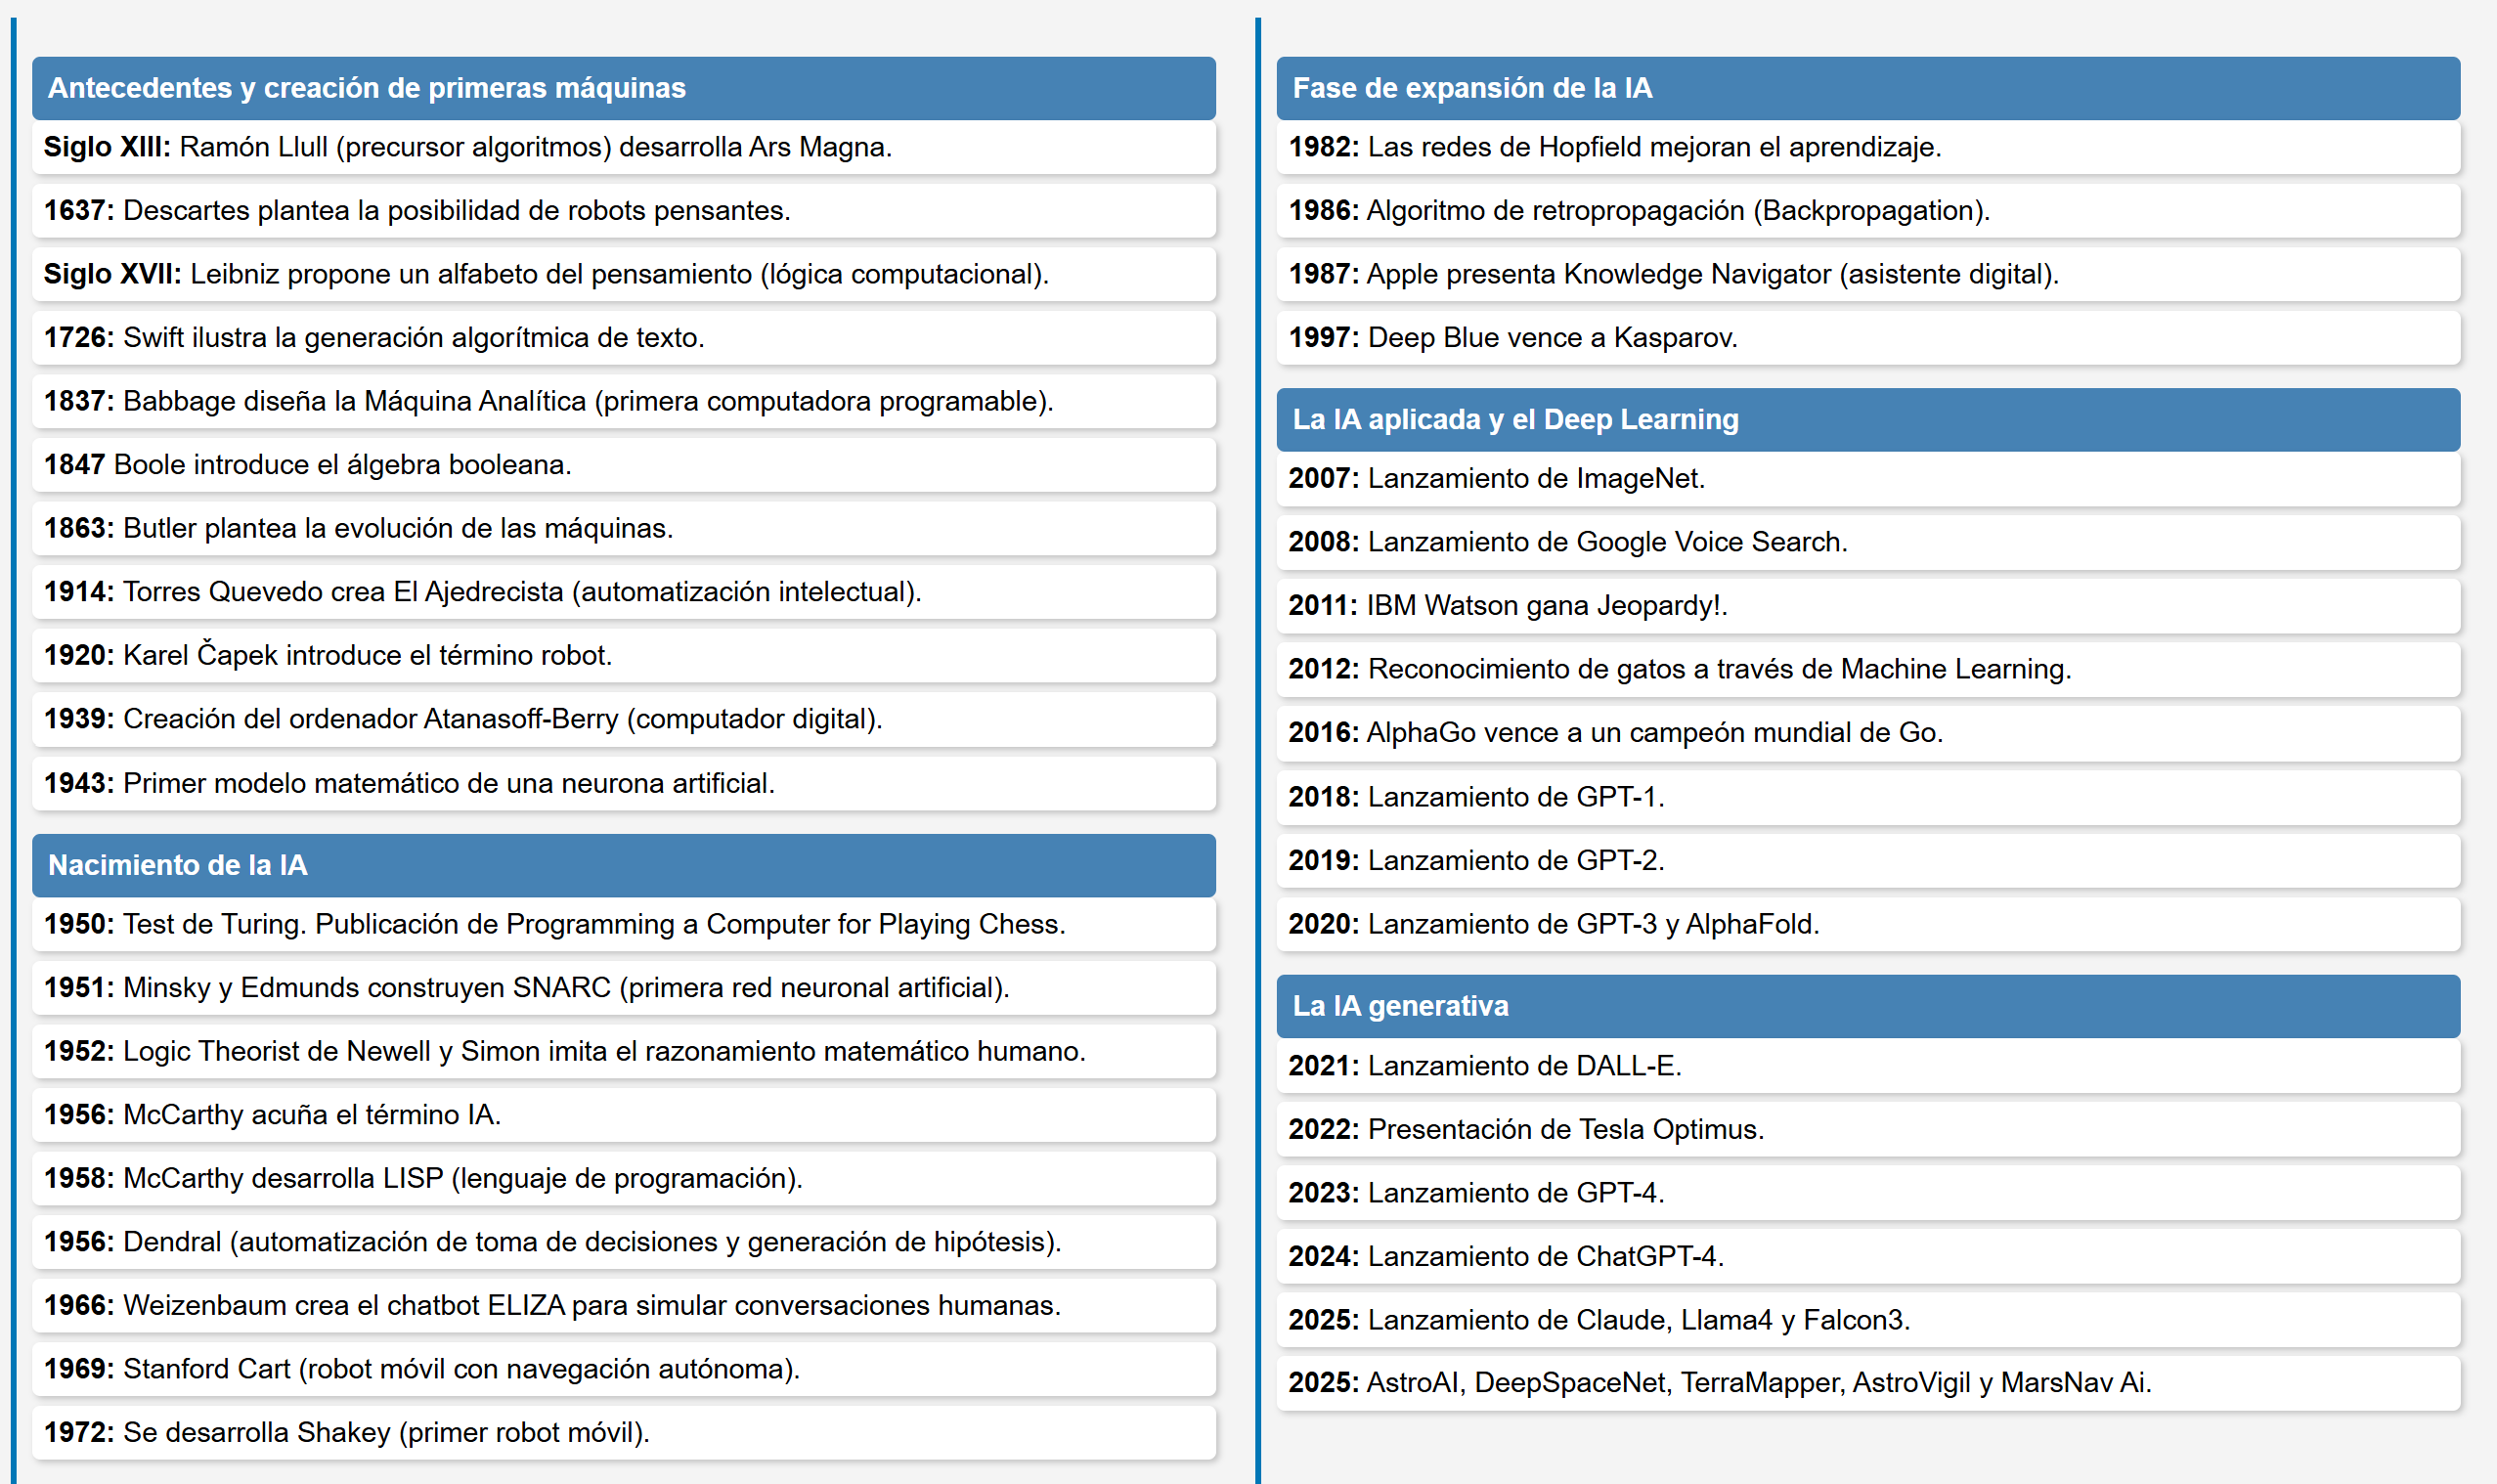 Antecedentes y creación de primeras máquinas
Siglo XIII: Ramón Llull (precursor algoritmos) desarrolla Ars Magna.
1637: Descartes plantea la posibilidad de robots pensantes.
Siglo XVII: Leibniz propone un alfabeto del pensamiento (lógica computacional).
1726: Swift ilustra la generación algorítmica de texto.
1837: Babbage diseña la Máquina Analítica (primera computadora programable).
1847 Boole introduce el álgebra booleana.
1863: Butler plantea la evolución de las máquinas.
1914: Torres Quevedo crea El Ajedrecista (automatización intelectual).
1920: Karel Čapek introduce el término robot.
1939: Creación del ordenador Atanasoff-Berry (computador digital).
1943: Primer modelo matemático de una neurona artificial.
Nacimiento de la IA
1950: Test de Turing. Publicación de Programming a Computer for Playing Chess.
1951: Minsky y Edmunds construyen SNARC (primera red neuronal artificial).
1952: Logic Theorist de Newell y Simon imita el razonamiento matemático humano.
1956: McCarthy acuña el término IA.
1958: McCarthy desarrolla LISP (lenguaje de programación).
1956: Dendral (automatización de toma de decisiones y generación de hipótesis).
1966: Weizenbaum crea el chatbot ELIZA para simular conversaciones humanas.
1969: Stanford Cart (robot móvil con navegación autónoma).
1972: Se desarrolla Shakey (primer robot móvil).
Fase de expansión de la IA
1982: Las redes de Hopfield mejoran el aprendizaje.
1986: Algoritmo de retropropagación (Backpropagation).
1987: Apple presenta Knowledge Navigator (asistente digital).
1997: Deep Blue vence a Kasparov.
La IA aplicada y el Deep Learning
2007: Lanzamiento de ImageNet.
2008: Lanzamiento de Google Voice Search.
2011: IBM Watson gana Jeopardy!.
2012: Reconocimiento de gatos a través de Machine Learning.
2016: AlphaGo vence a un campeón mundial de Go.
2018: Lanzamiento de GPT-1.
2019: Lanzamiento de GPT-2.
2020: Lanzamiento de GPT-3 y AlphaFold.
La IA generativa
2021: Lanzamiento de DALL-E.
2022: Presentación de Tesla Optimus.
2023: Lanzamiento de GPT-4.
2024: Lanzamiento de ChatGPT-4.
2025: Lanzamiento de Claude, Llama4 y Falcon3.
2025: AstroAI, DeepSpaceNet, TerraMapper, AstroVigil y MarsNav Ai.